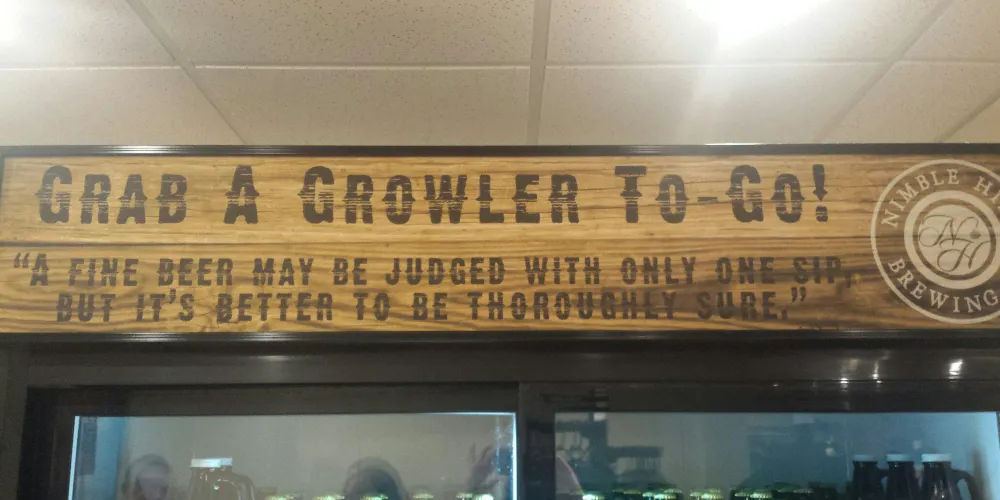 Grab A Growler To-Go!
“A FINE BEER MAY BE JUDGED WITH ONLY ONE SIP,
BUT IT’S BETTER TO BE THOROUGHLY SURE.”
NIMBLE
NH
BREWING